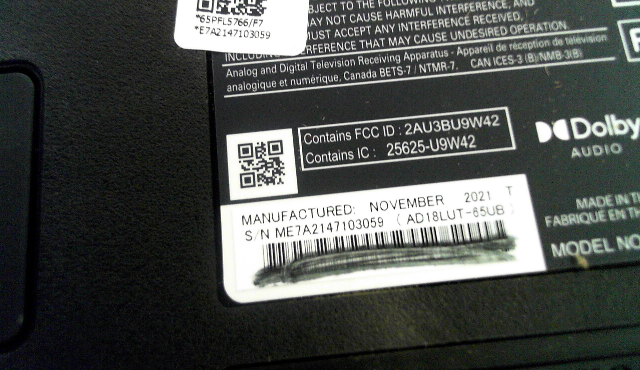 *65PFL5766/F7
*E7A2147103059
BJECT TO THE FOLLOWING
MAY NOT CAUSE HARMFUL INTERFERENCE, AND
MUST ACCEPT ANY INTERFERENCE RECEIVED,
INCLUDING INTERFERENCE THAT MAY CAUSE UNDESIRED OPERATION.
Analog and Digital Television Receiving Apparatus - Appareil de réception de télévision
analogique et numérique, Canada BETS-7 / NTMR-7. CAN ICES-3 (B)/NMB-3(B)
Contains FCC ID : 2AU3BU9W42
Contains IC : 25625-U9W42
Dolby
AUDIO
MANUFACTURED: NOVEMBER 2021 T
S/N ME7A2147103059 ( AD18LUT-65UB )
MADE IN T
FABRIQUÉ EN T
MODEL NO